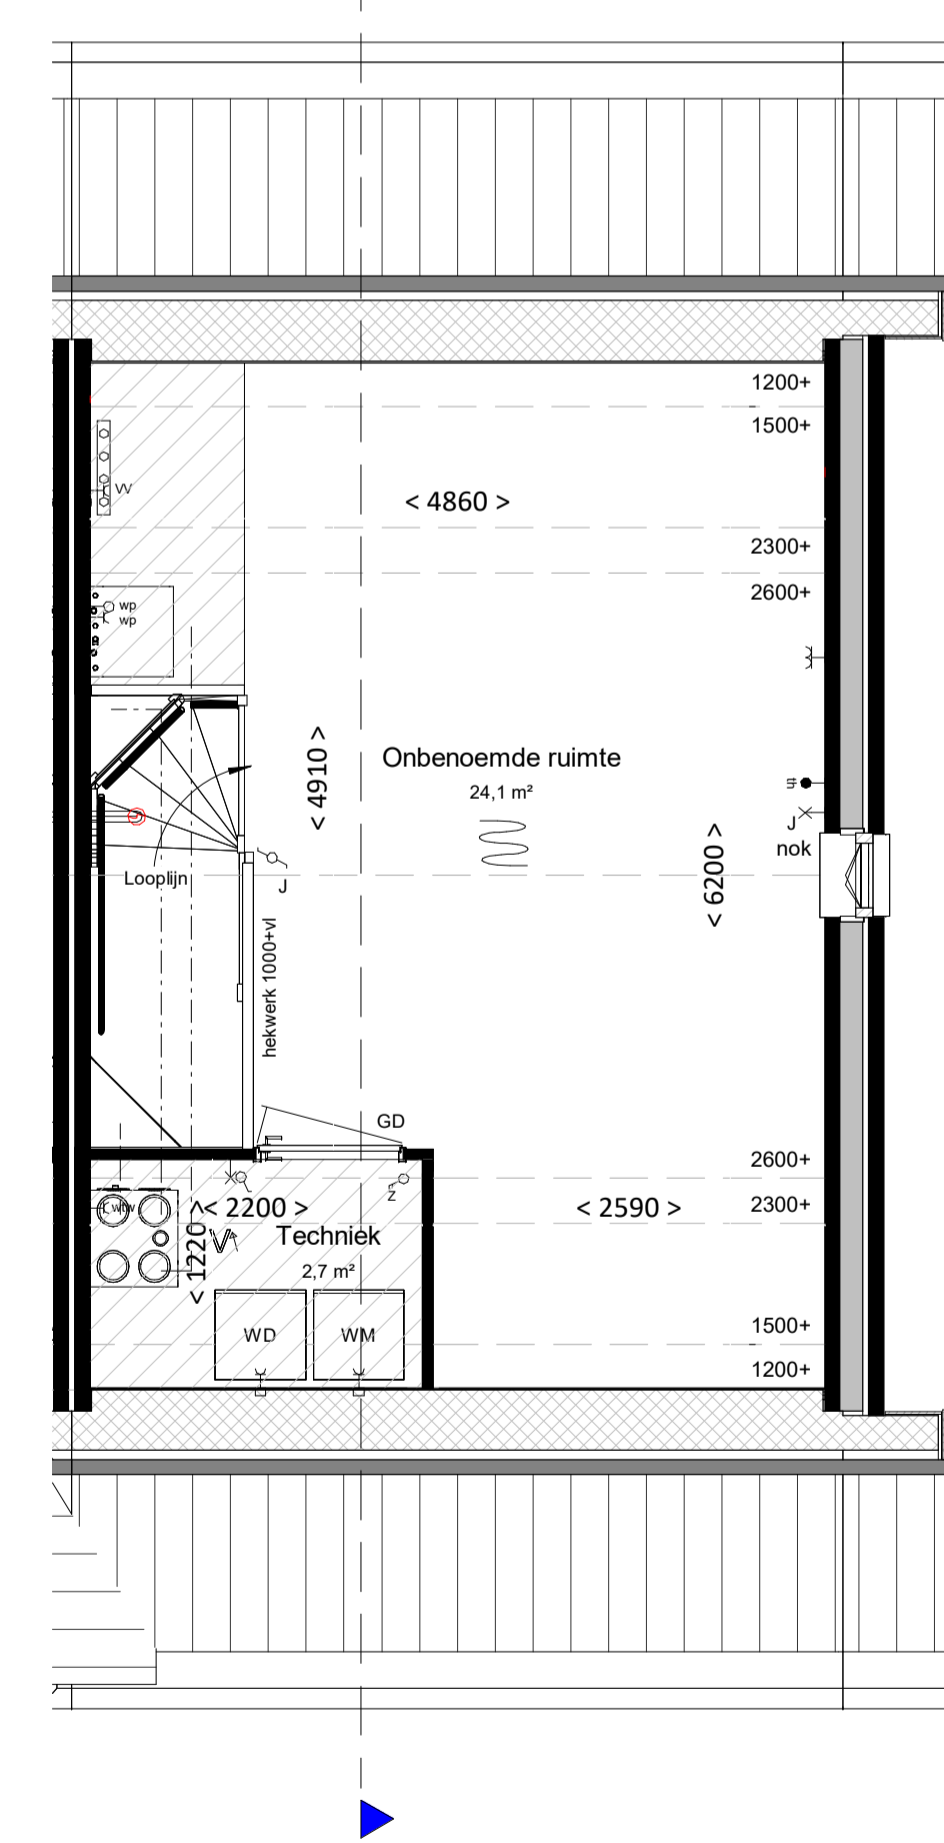 1200+
1500+
VV
< 4860 >
2300+
2600+
wp
wp
< 4910 >
Onbenoemde ruimte
24,1 m²
J
nok
< 6200 >
Looplijn
J
hekwerk 1000+vl
GD
2600+
z
wtw
< 2200 >
< 2590 >
2300+
< 1220 >
Techniek
2,7 m²
1500+
WD
WM
1200+